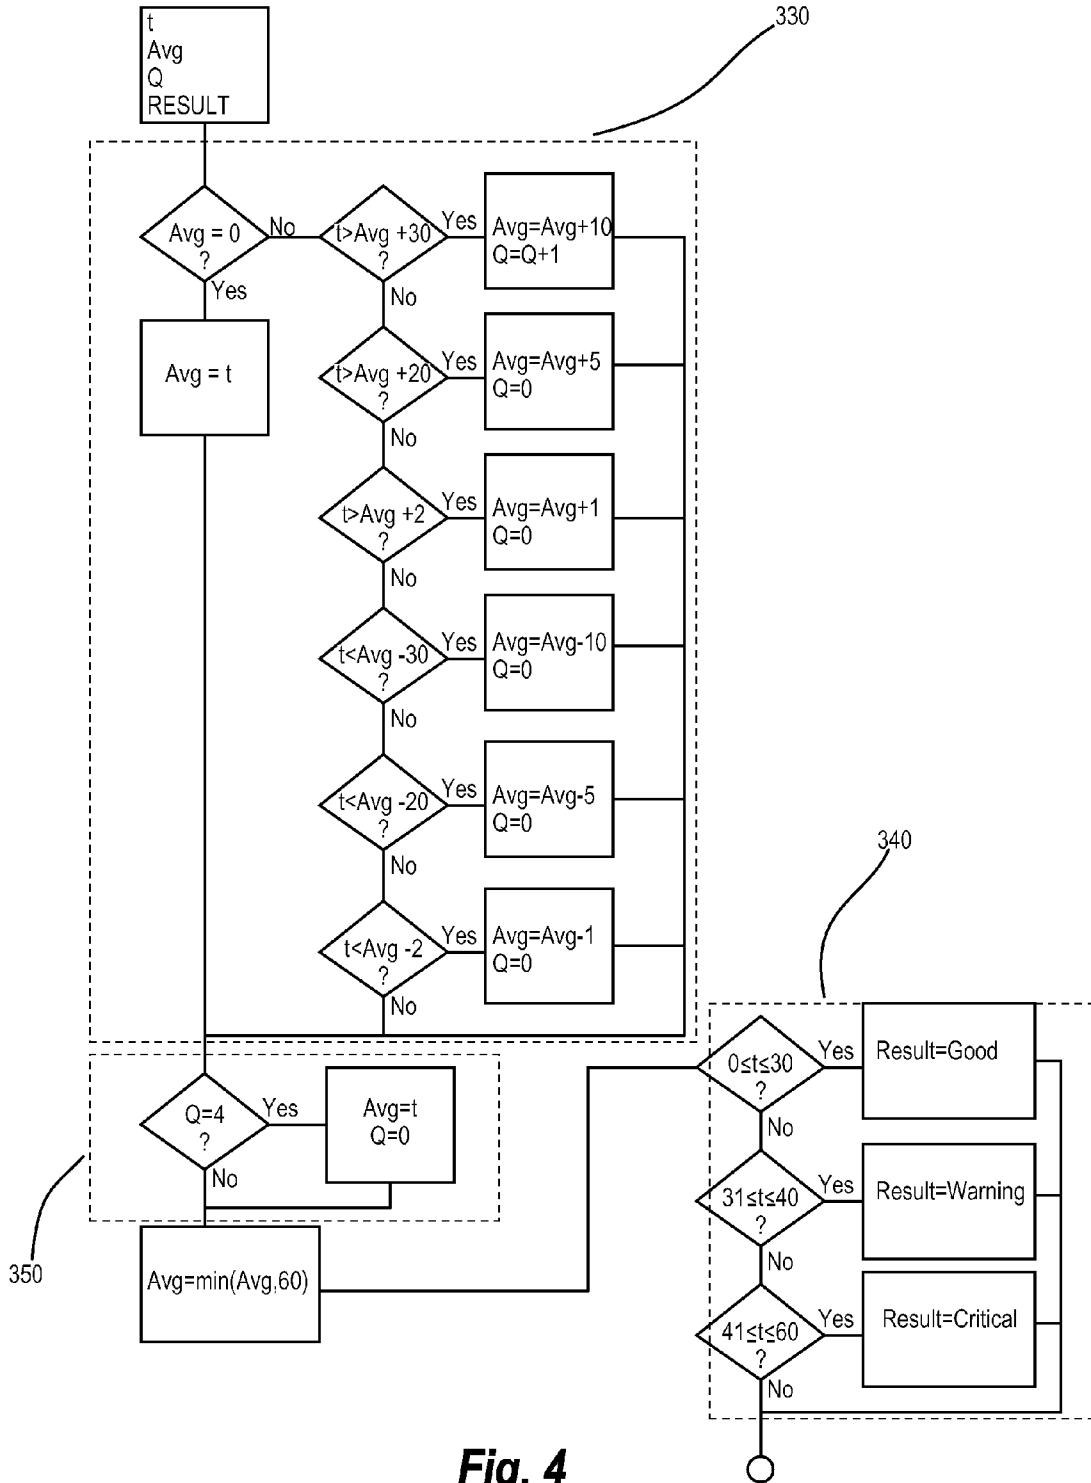 330
t
Avg
Q
RESULT
Avg = 0
?
No
Yes
t>Avg +30
?
Yes
No
Avg=Avg+10
Q=Q+1
Avg = t
t>Avg +20
?
Yes
No
Avg=Avg+5
Q=0
t>Avg +2
?
Yes
No
Avg=Avg+1
Q=0
t<Avg -30
?
Yes
No
Avg=Avg-10
Q=0
t<Avg -20
?
Yes
No
Avg=Avg-5
Q=0
t<Avg -2
?
Yes
No
Avg=Avg-1
Q=0
Q=4
?
Yes
No
Avg=t
Q=0
350
Avg=min(Avg,60)
340
0≤t≤30
?
Yes
No
Result=Good
31≤t≤40
?
Yes
No
Result=Warning
41≤t≤60
?
Yes
No
Result=Critical
Fig. 4